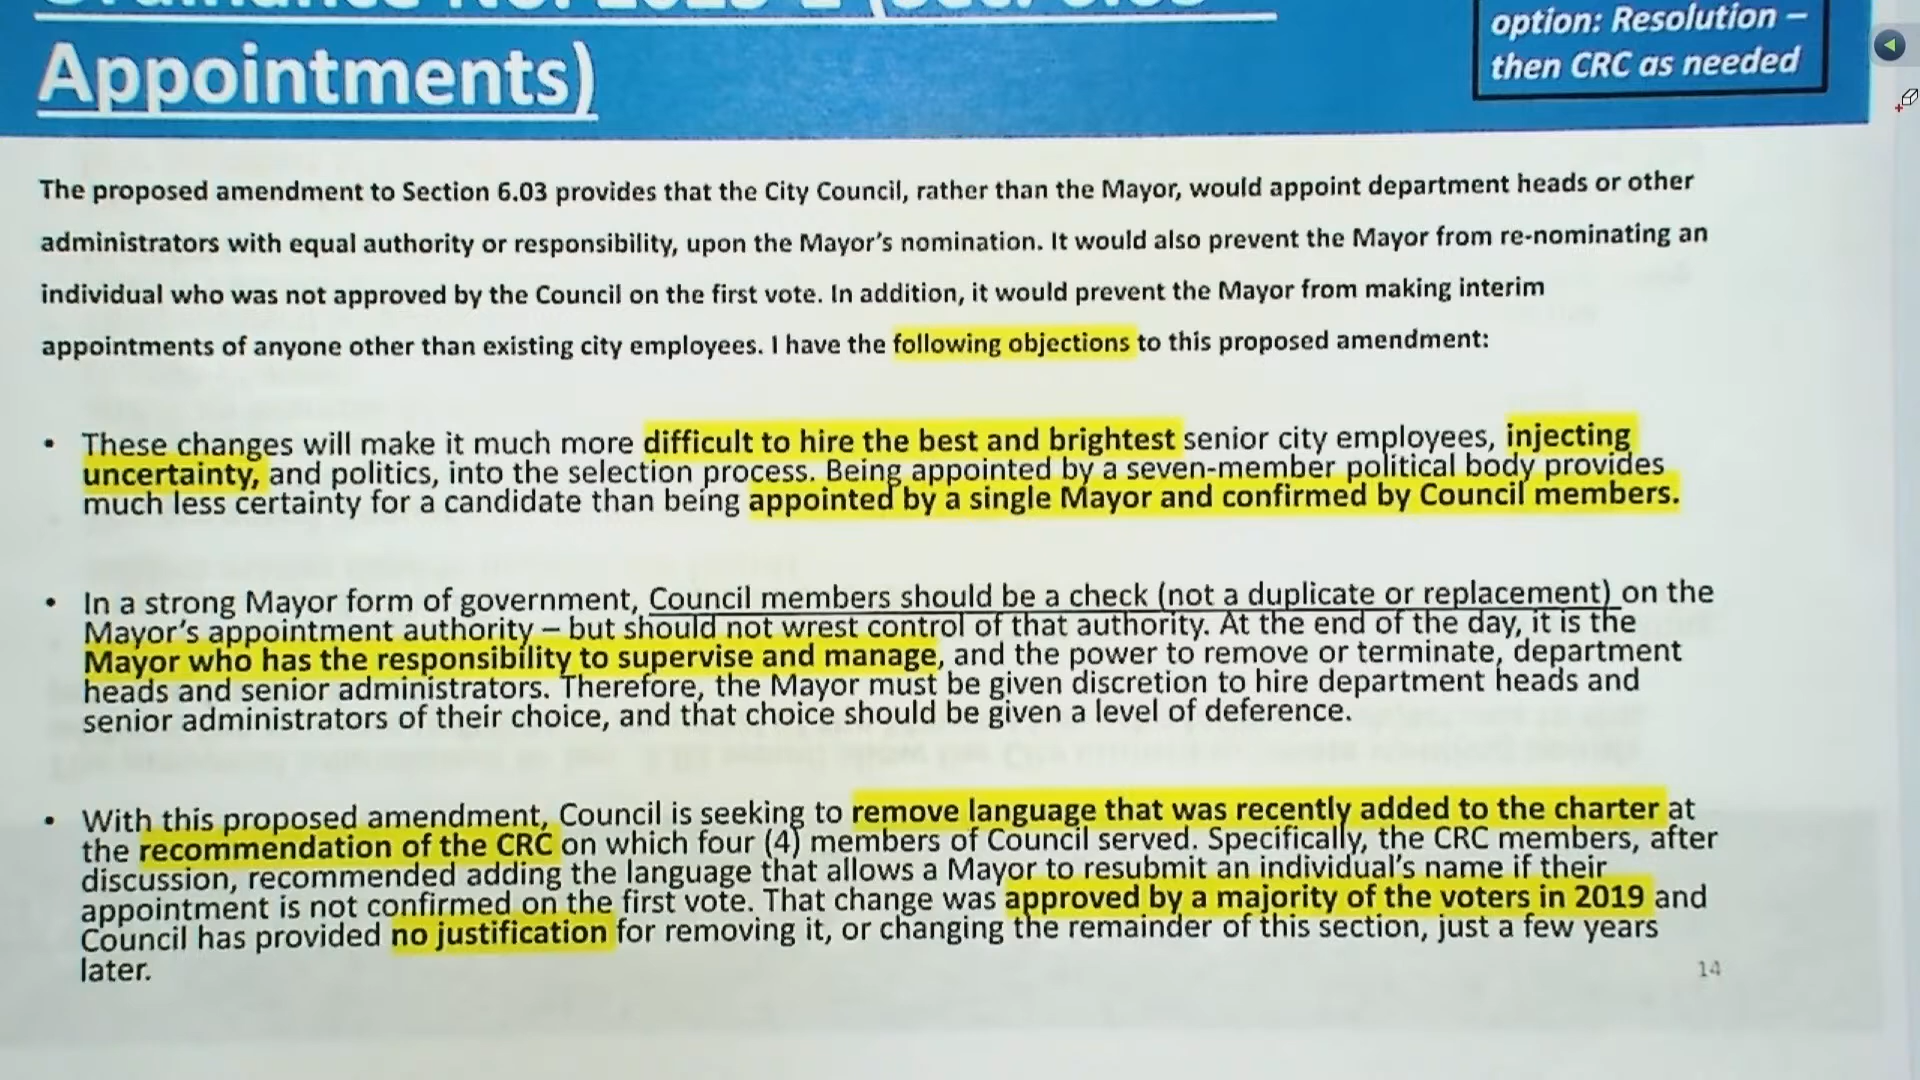 Appointments)
option: Resolution –
then CRC as needed
The proposed amendment to Section 6.03 provides that the City Council, rather than the Mayor, would appoint department heads or other
administrators with equal authority or responsibility, upon the Mayor's nomination. It would also prevent the Mayor from re-nominating an
individual who was not approved by the Council on the first vote. In addition, it would prevent the Mayor from making interim
appointments of anyone other than existing city employees. I have the following objections to this proposed amendment:
• These changes will make it much more difficult to hire the best and brightest senior city employees, injecting
uncertainty, and politics, into the selection process. Being appointed by a seven-member political body provides
much less certainty for a candidate than being appointed by a single Mayor and confirmed by Council members.
• In a strong Mayor form of government, Council members should be a check (not a duplicate or replacement) on the
Mayor's appointment authority – but should not wrest control of that authority. At the end of the day, it is the
Mayor who has the responsibility to supervise and manage, and the power to remove or terminate, department
heads and senior administrators. Therefore, the Mayor must be given discretion to hire department heads and
senior administrators of their choice, and that choice should be given a level of deference.
• With this proposed amendment, Council is seeking to remove language that was recently added to the charter at
the recommendation of the CRC on which four (4) members of Council served. Specifically, the CRC members, after
discussion, recommended adding the language that allows a Mayor to resubmit an individual's name if their
appointment is not confirmed on the first vote. That change was approved by a majority of the voters in 2019 and
Council has provided no justification for removing it, or changing the remainder of this section, just a few years
later.
14